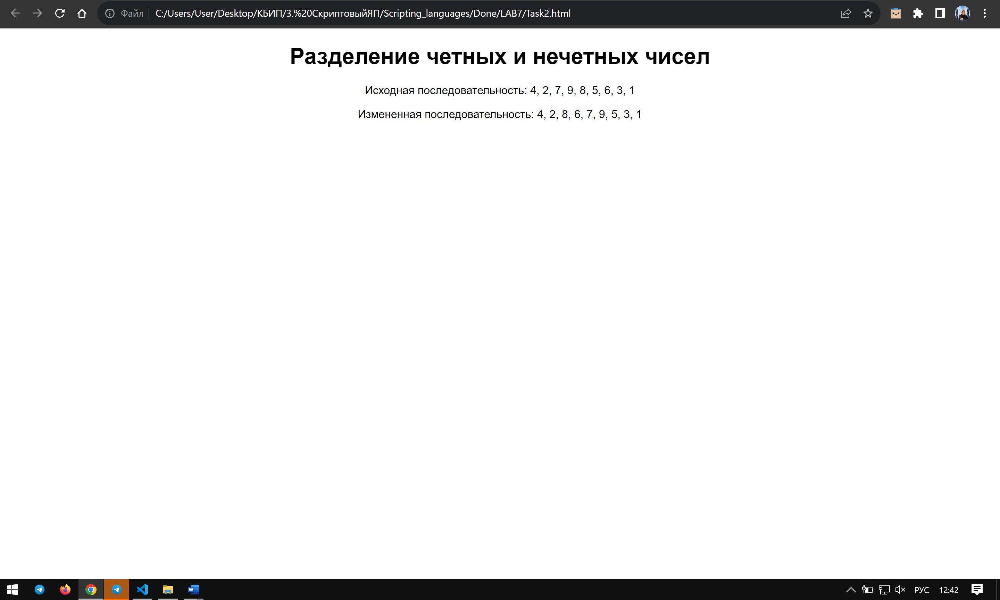 Файл C:/Users/User/Desktop/КБИП/3.%20СкриптовыйЯП/Scripting_languages/Done/LAB7/Task2.html
Разделение четных и нечетных чисел
Исходная последовательность: 4, 2, 7, 9, 8, 5, 6, 3, 1
Измененная последовательность: 4, 2, 8, 6, 7, 9, 5, 3, 1
W РУС 12:42